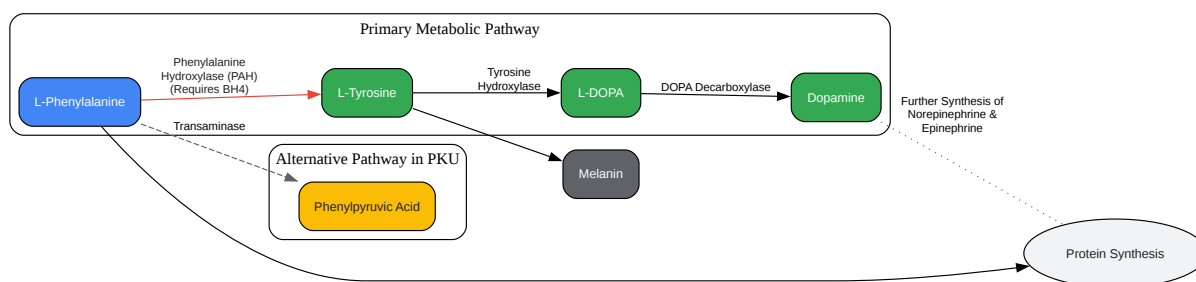 Primary Metabolic Pathway
L-Phenylalanine
Phenylalanine
Hydroxylase (PAH)
(Requires BH4)
L-Tyrosine
Tyrosine
Hydroxylase
L-DOPA
DOPA Decarboxylase
Dopamine
Further Synthesis of
Norepinephrine &
Epinephrine
Transaminase
Alternative Pathway in PKU
Phenylpyruvic Acid
Melanin
Protein Synthesis